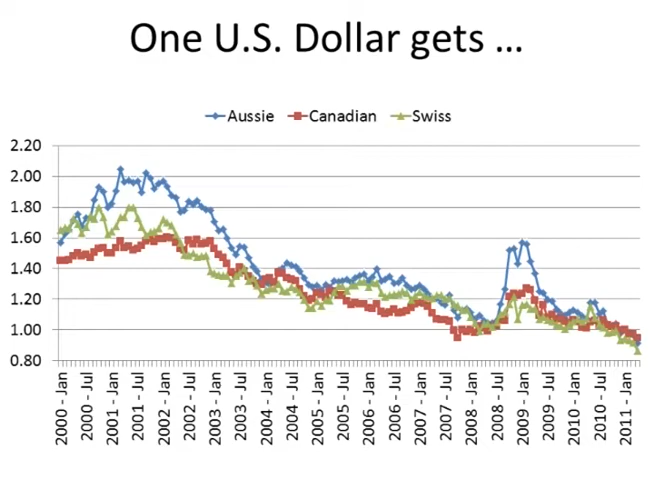 One U.S. Dollar gets ...
Aussie Canadian Swiss
2.20
2.00
1.80
1.60
1.40
1.20
1.00
0.80
2000 - Jan
2000 - Jul
2001 - Jan
2001 - Jul
2002 - Jan
2002 - Jul
2003 - Jan
2003 - Jul
2004 - Jan
2004 - Jul
2005 - Jan
2005 - Jul
2006 - Jan
2006 - Jul
2007 - Jan
2007 - Jul
2008 - Jan
2008 - Jul
2009 - Jan
2009 - Jul
2010 - Jan
2010 - Jul
2011 - Jan